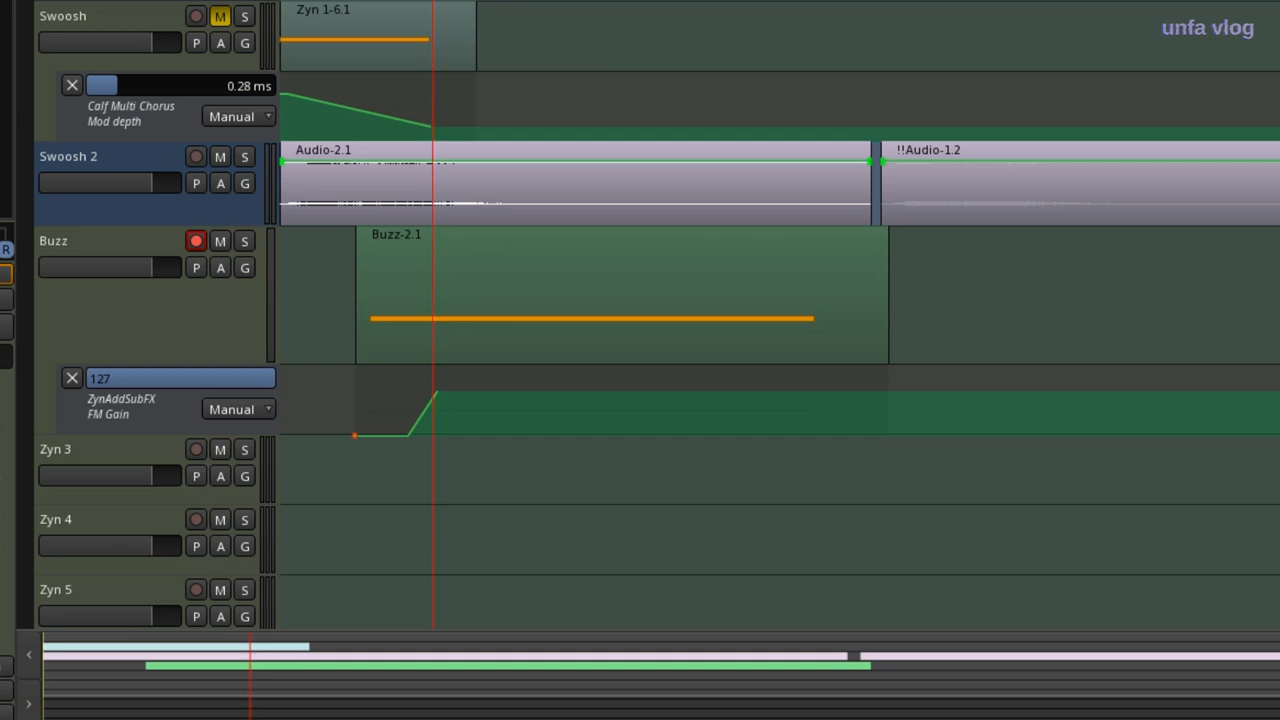 Swoosh M S Zyn 1-6.1
unfa vlog
P A G
0.28 ms
Calf Multi Chorus
Mod depth Manual
Swoosh 2 M S Audio-2.1 !!Audio-1.2
P A G
Buzz M S Buzz-2.1
R
P A G
127
ZynAddSubFX
FM Gain Manual
Zyn 3 M S
P A G
Zyn 4 M S
P A G
Zyn 5 M S
P A G